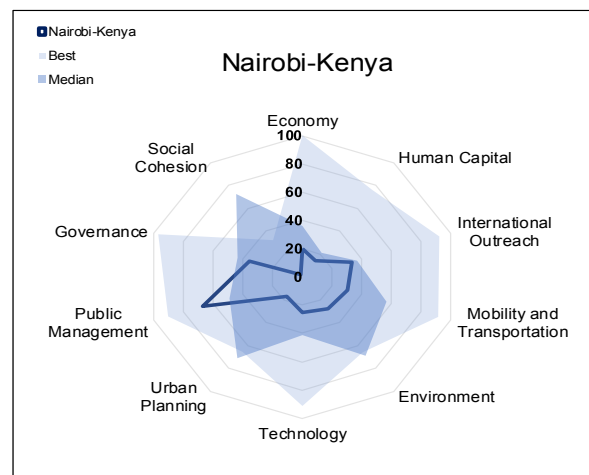 Nairobi-Kenya
Best
Median
Nairobi-Kenya
Economy
100
80
60
40
20
0
Human Capital
International
Outreach
Mobility and
Transportation
Environment
Technology
Urban
Planning
Public
Management
Governance
Social
Cohesion